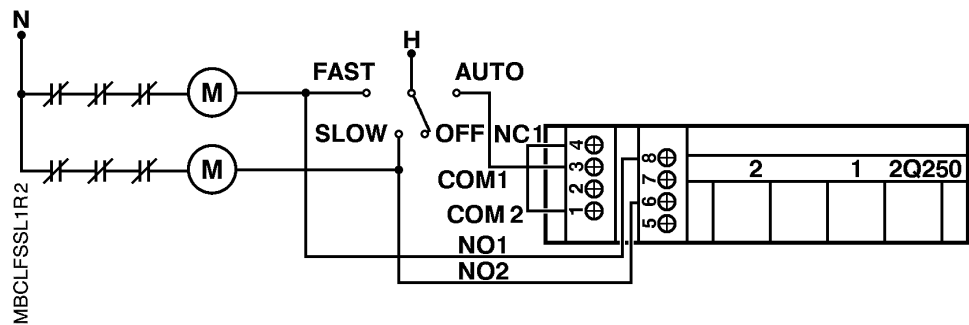 N
H
FAST
AUTO
M
SLOW
OFF
NC1
4
3
2
1
8
7
6
5
2
1
2Q250
M
COM1
COM 2
NO1
NO2
MBCLFSSL1R2